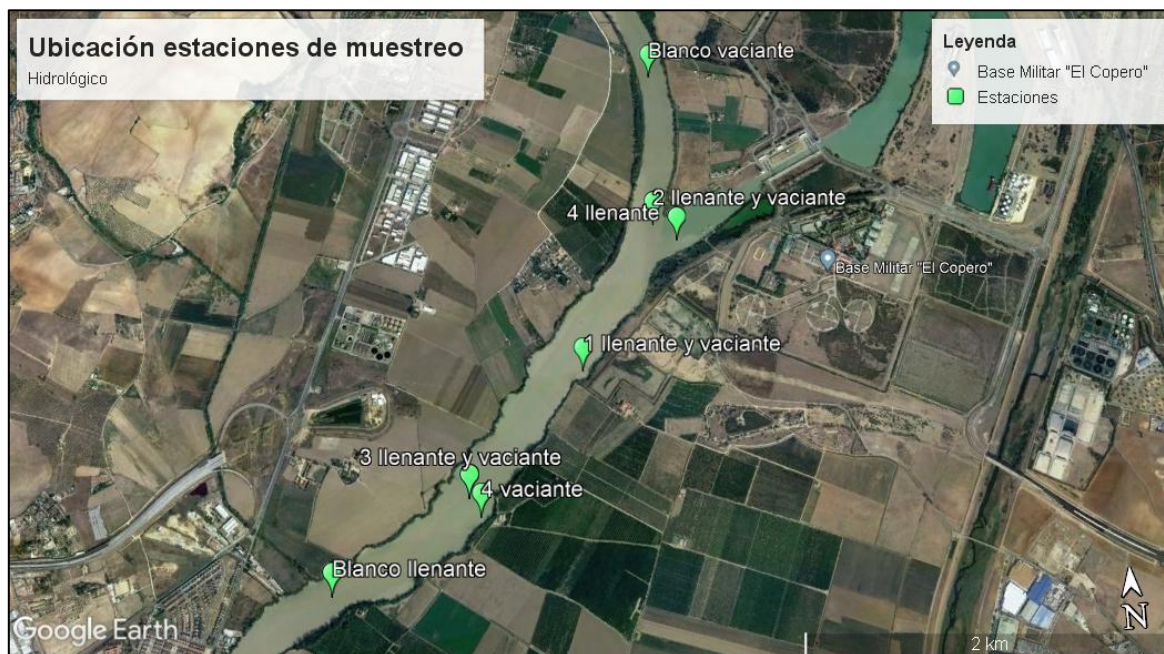 Ubicación estaciones de muestreo
Hidrológico
Leyenda
Base Militar "El Copero"
Estaciones
Blanco vaciante
2 llenante y vaciante
4 llenante
Base Militar "El Copero"
1 llenante y vaciante
3 llenante y vaciante
4 vaciante
Blanco llenante
Google Earth
N
2 km